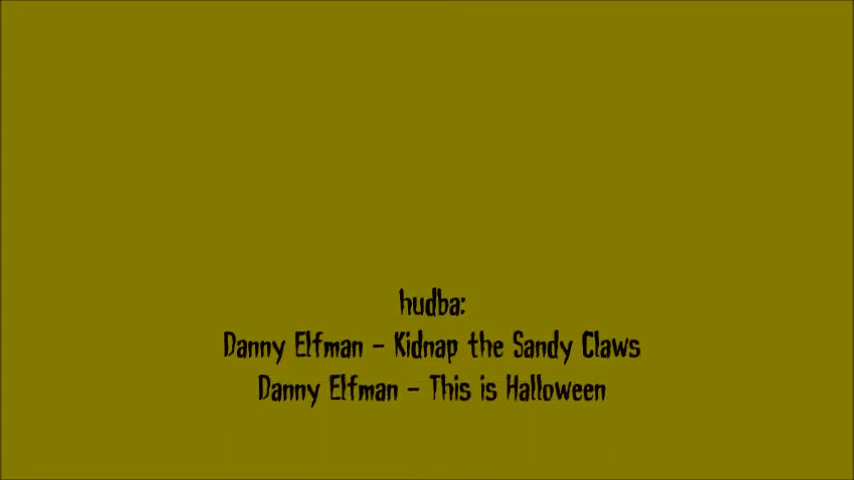 hudba:
Danny Elfman - Kidnap the Sandy Claws
Danny Elfman - This is Halloween